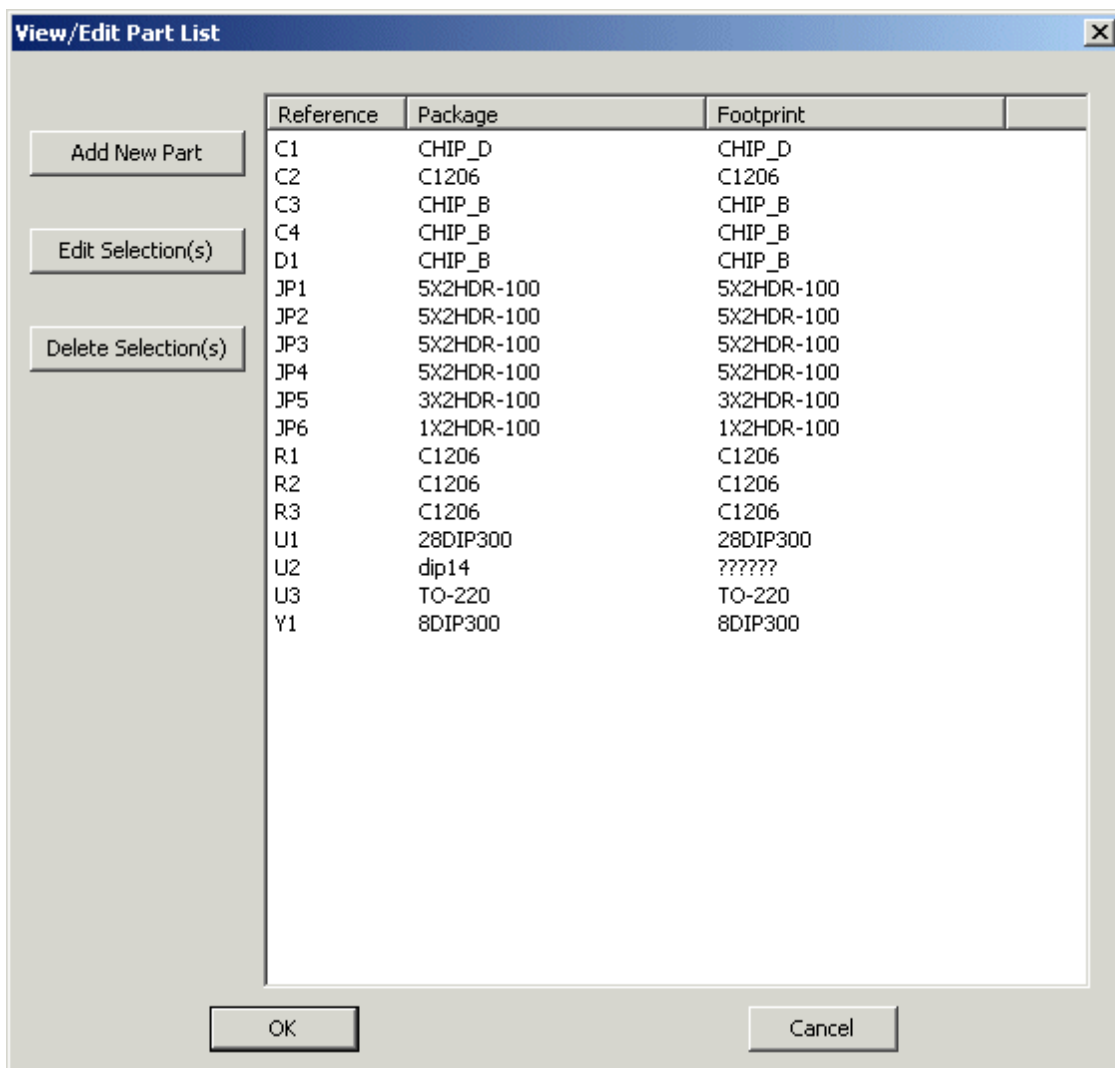 View/Edit Part List
Reference Package Footprint
Add New Part
Edit Selection(s)
Delete Selection(s)
C1 CHIP_D CHIP_D
C2 C1206 C1206
C3 CHIP_B CHIP_B
C4 CHIP_B CHIP_B
D1 CHIP_B CHIP_B
JP1 5X2HDR-100 5X2HDR-100
JP2 5X2HDR-100 5X2HDR-100
JP3 5X2HDR-100 5X2HDR-100
JP4 5X2HDR-100 5X2HDR-100
JP5 3X2HDR-100 3X2HDR-100
JP6 1X2HDR-100 1X2HDR-100
R1 C1206 C1206
R2 C1206 C1206
R3 C1206 C1206
U1 28DIP300 28DIP300
U2 dip14 ??????
U3 TO-220 TO-220
Y1 8DIP300 8DIP300
OK Cancel